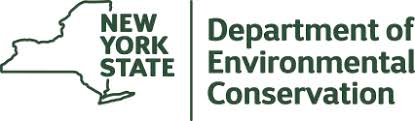 NEW
YORK
STATE
Department of
Environmental
Conservation